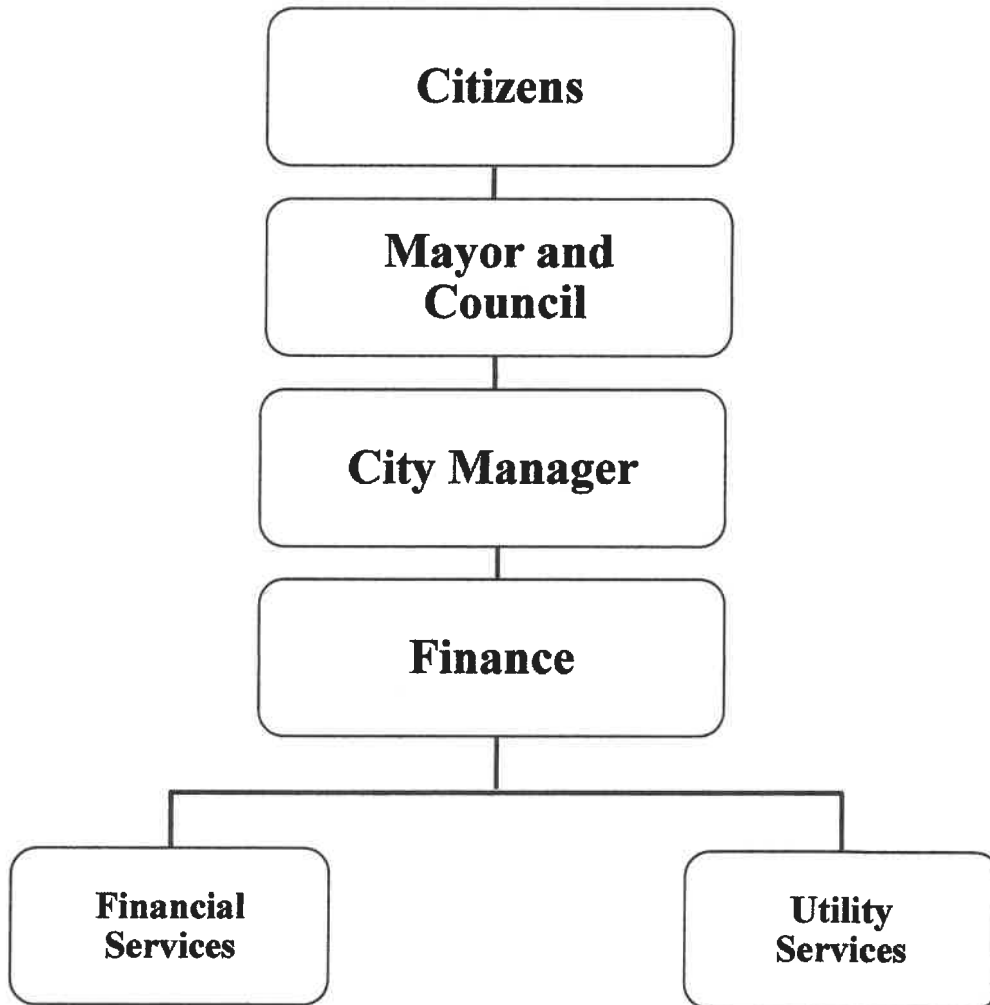 Citizens
Mayor and
Council
City Manager
Finance
Financial
Services
Utility
Services